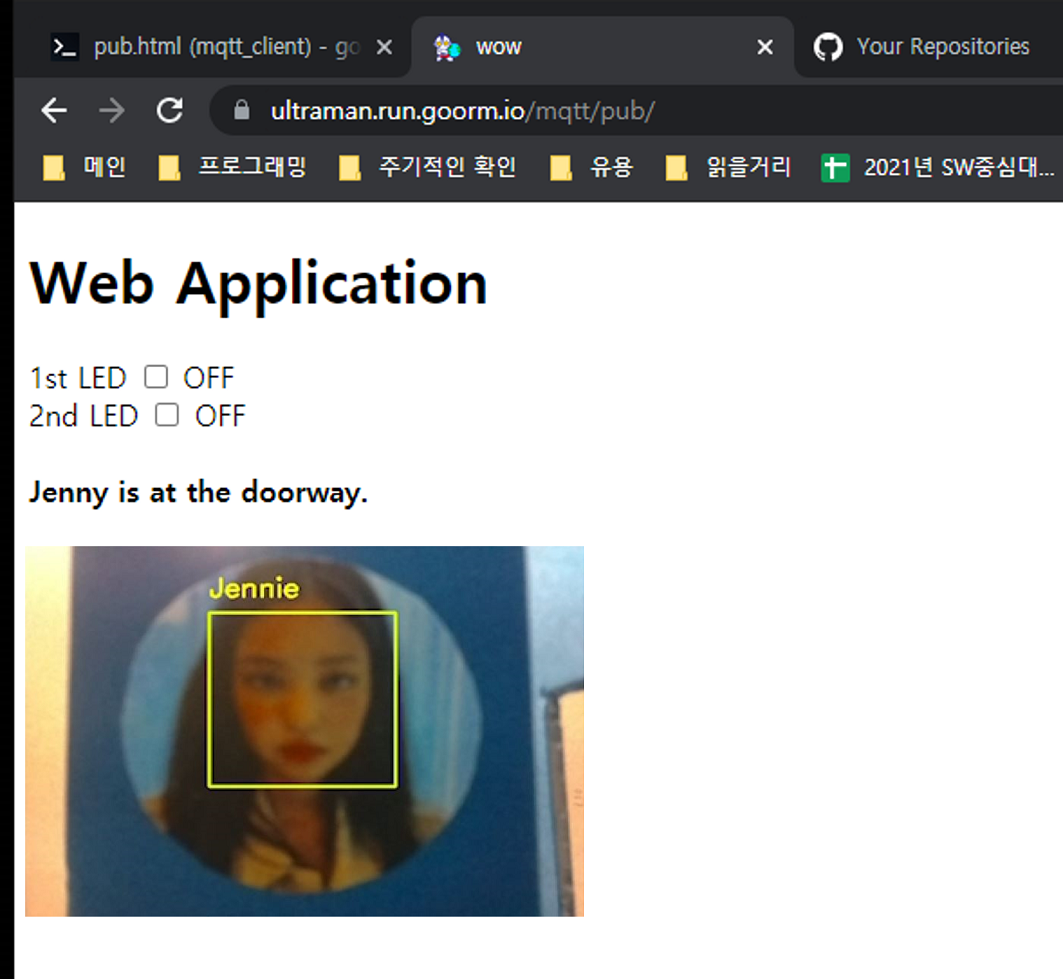 pub.html (mqtt_client) - go
wow
Your Repositories
ultraman.run.goorm.io/mqtt/pub/
메인
프로그래밍
주기적인 확인
유용
읽을거리
2021년 SW중심대...
Web Application
1st LED OFF
2nd LED OFF
Jenny is at the doorway.
Jennie